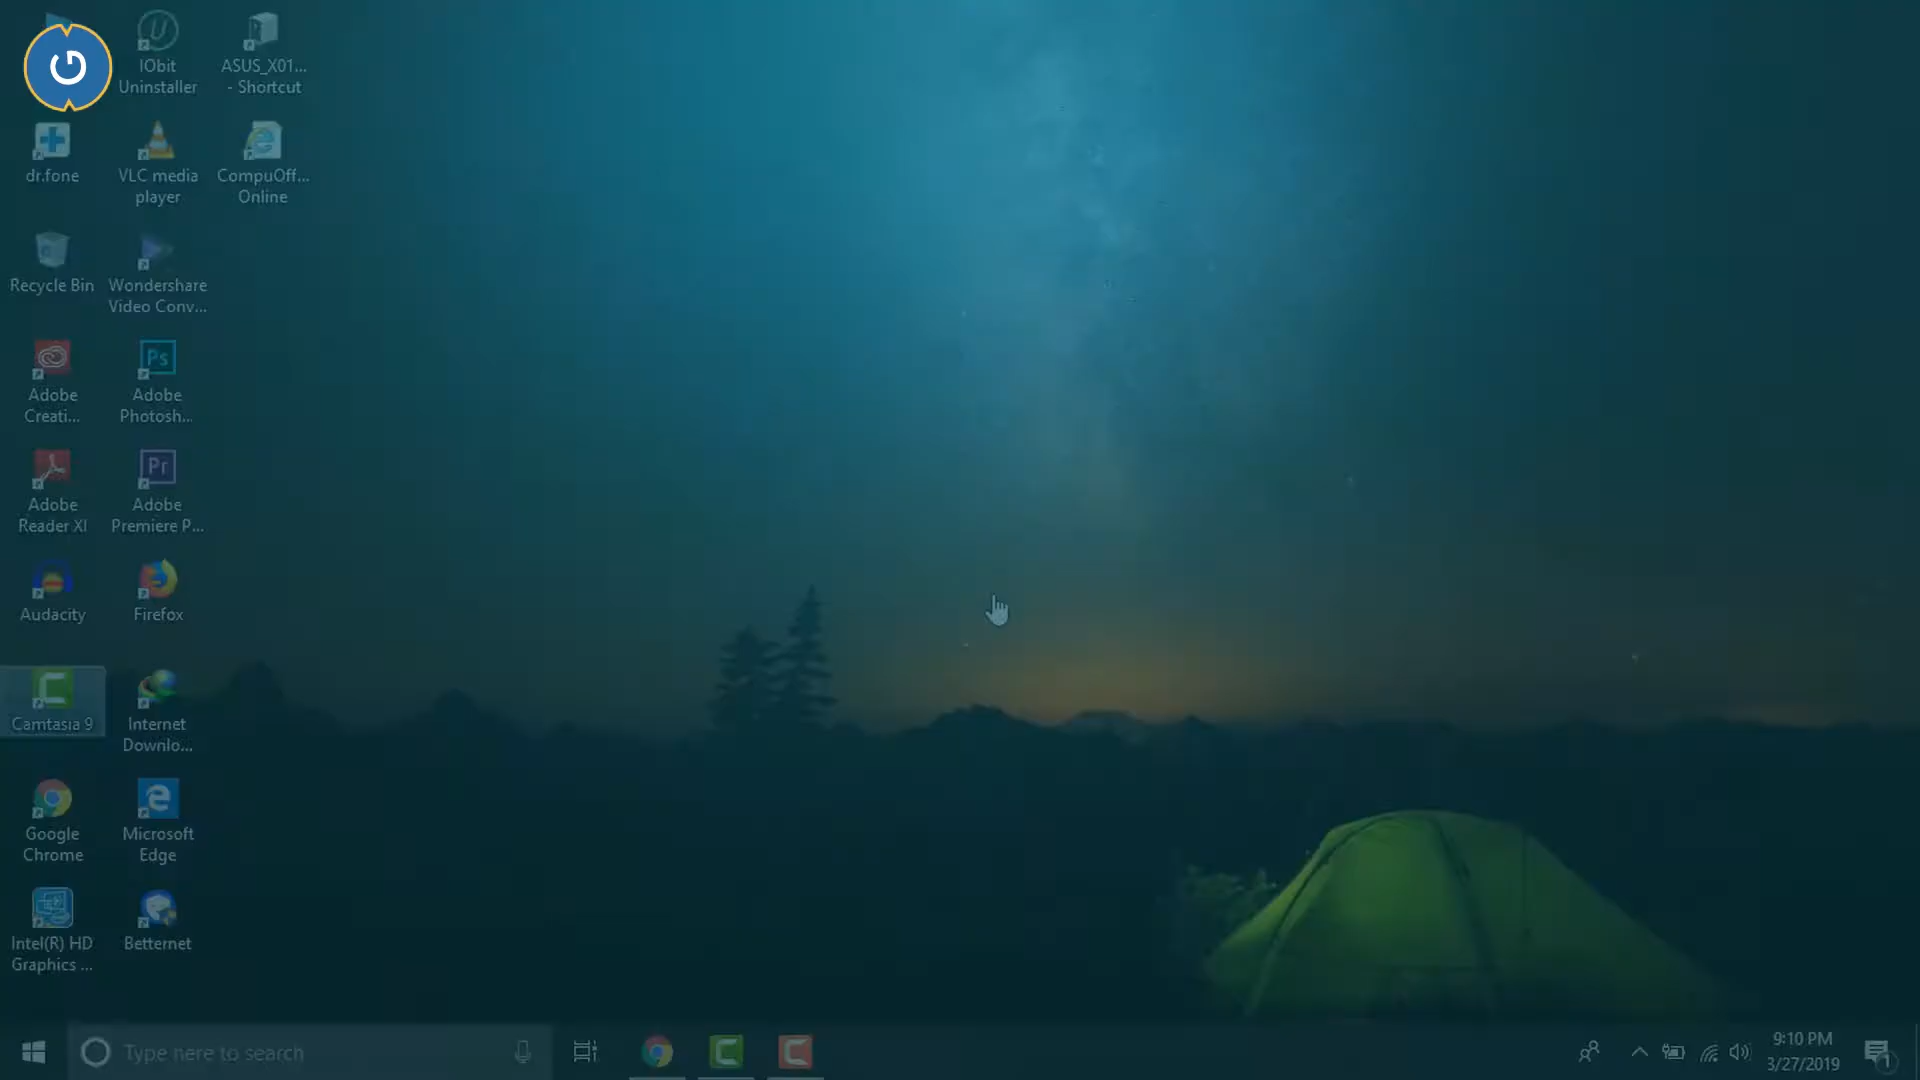 IObit
Uninstaller
ASUS_X01...
- Shortcut
dr.fone
VLC media
player
CompuOff...
Online
Recycle Bin
Wondershare
Video Conv...
Adobe
Creati...
Ps
Adobe
Photosh...
Adobe
Reader XI
Pr
Adobe
Premiere P...
Audacity
Firefox
Camtasia 9
Internet
Downlo...
Google
Chrome
Microsoft
Edge
Intel(R) HD
Graphics ...
Betternet
Type here to search
9:10 PM
3/27/2019
1